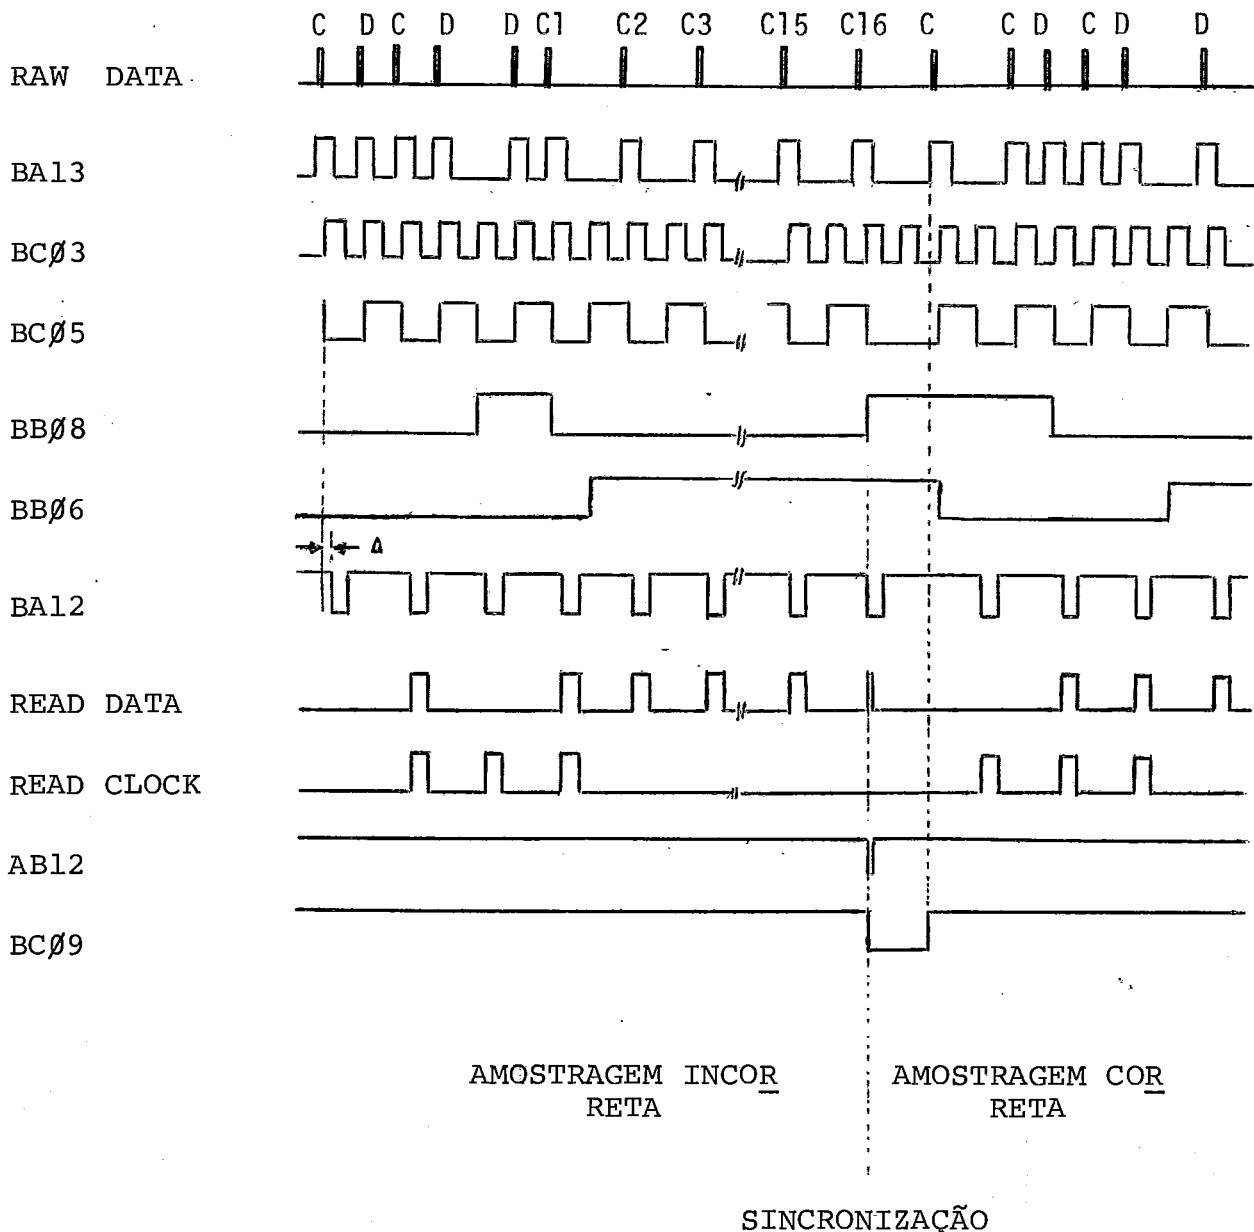 C D C D D C1 C2 C3 C15 C16 C C D C D D
RAW DATA
BA13
BCØ3
BCØ5
BBØ8
BBØ6
Δ
BA12
READ DATA
READ CLOCK
AB12
BCØ9
AMOSTRAGEM INCOR
RETA
AMOSTRAGEM COR
RETA
SINCRONIZAÇÃO